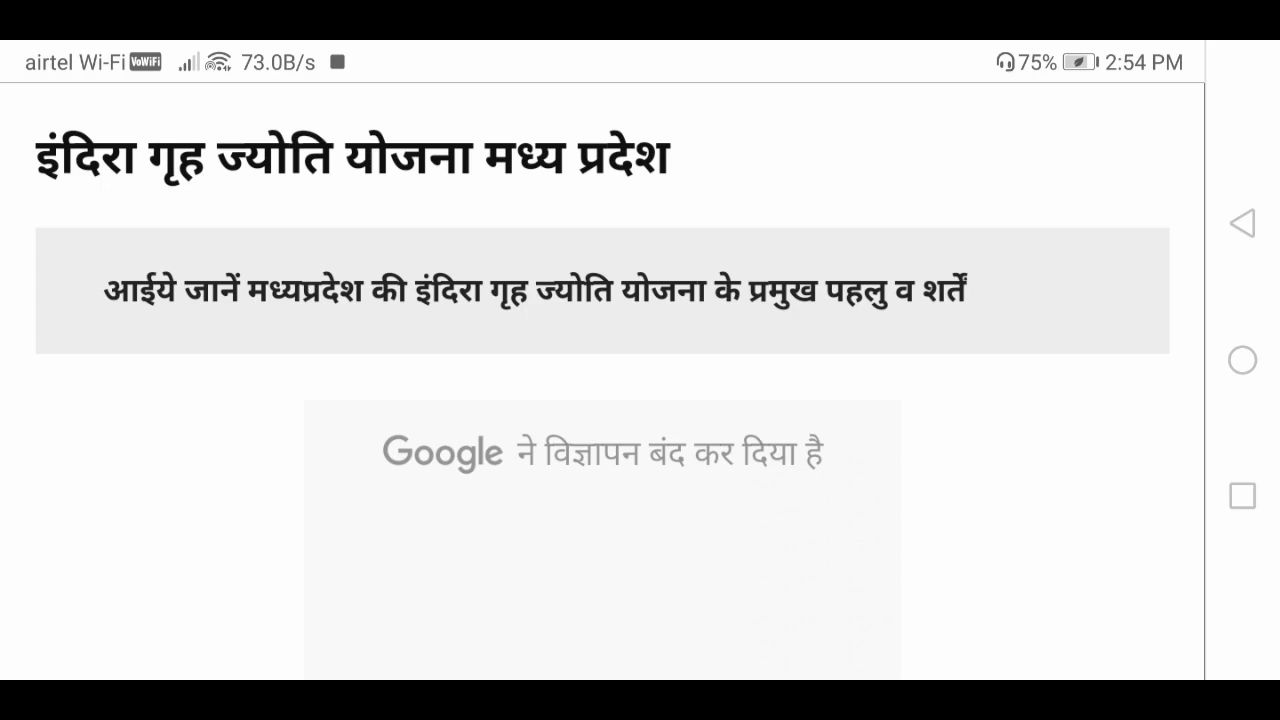 airtel Wi-Fi VoWiFi 73.0B/s 75% 2:54 PM
इंदिरा गृह ज्योति योजना मध्य प्रदेश
आईये जानें मध्यप्रदेश की इंदिरा गृह ज्योति योजना के प्रमुख पहलु व शर्तें
Google ने विज्ञापन बंद कर दिया है